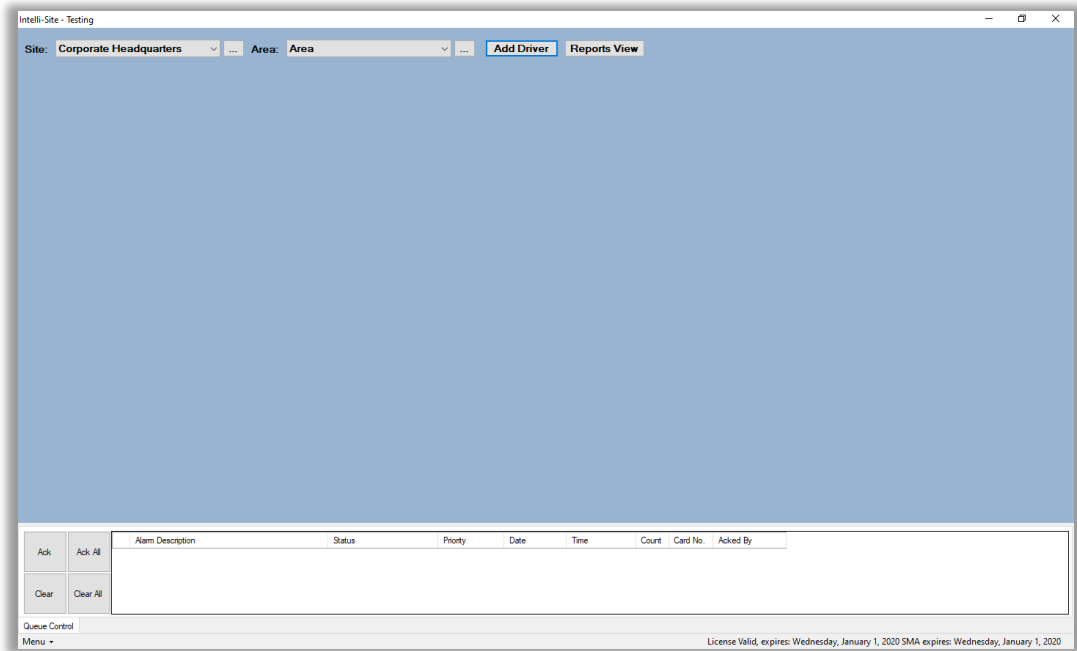 Intelli-Site - Testing
Site: Corporate Headquarters ... Area: Area ... Add Driver Reports View
Alarm Description Status Priority Date Time Count Card No. Acked By
Ack Ack All
Clear Clear All
Queue Control
Menu License Valid, expires: Wednesday, January 1, 2020 SMA expires: Wednesday, January 1, 2020